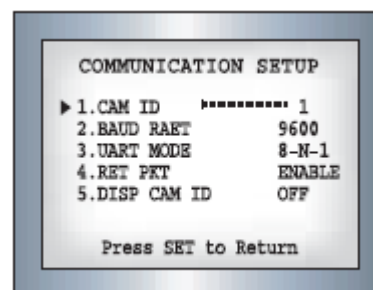 COMMUNICATION SETUP
▶1.CAM ID 1
2.BAUD RAET 9600
3.UART MODE 8-N-1
4.RET PKT ENABLE
5.DISP CAM ID OFF
Press SET to Return